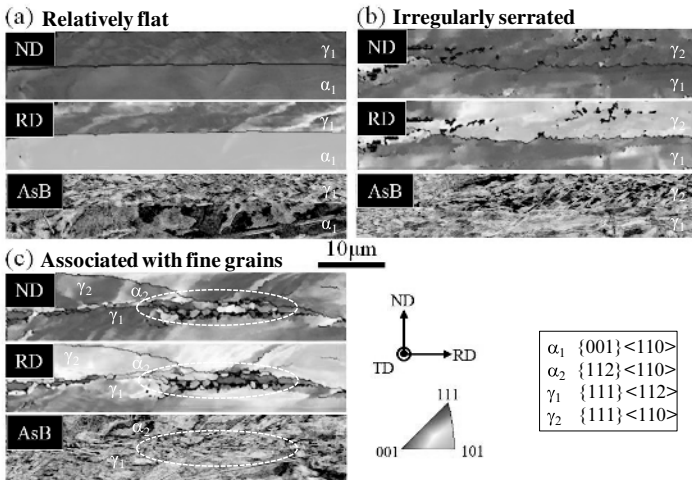 (a) Relatively flat
ND
γ1
α1
RD
γ1
α1
AsB
γ1
α1
(b) Irregularly serrated
ND
γ2
γ1
RD
γ2
γ1
AsB
γ2
γ1
(c) Associated with fine grains
10μm
ND
γ2
α2
γ1
RD
γ2
α2
γ1
AsB
α2
γ1
ND
TD
RD
111
001
101
α1 {001}<110>
α2 {112}<110>
γ1 {111}<112>
γ2 {111}<110>